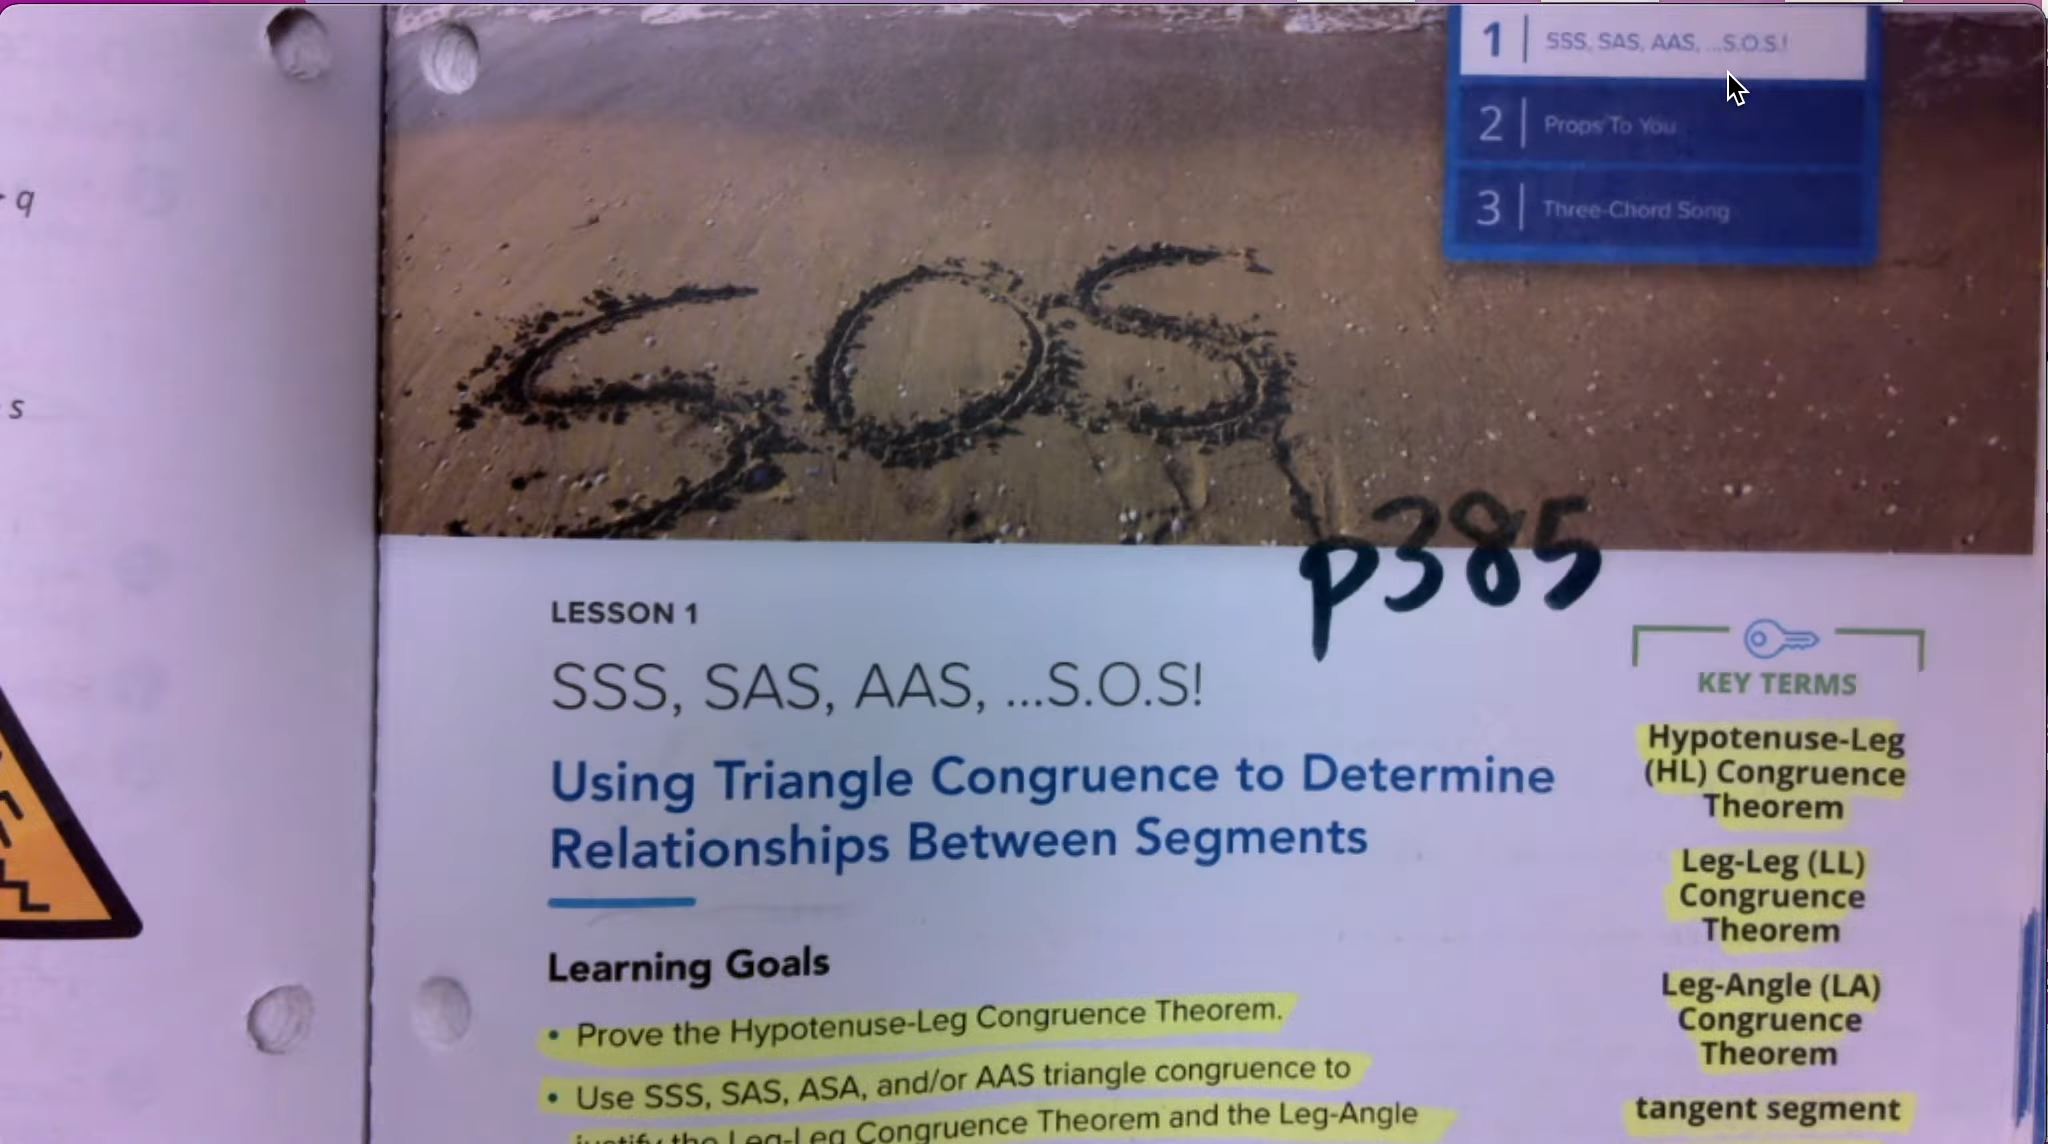 1 | SSS, SAS, AAS, ...S.O.S!
2 | Props To You
3 | Three-Chord Song
q
s
SOS
p385
LESSON 1
SSS, SAS, AAS, ...S.O.S!
Using Triangle Congruence to Determine
Relationships Between Segments
Learning Goals
• Prove the Hypotenuse-Leg Congruence Theorem.
• Use SSS, SAS, ASA, and/or AAS triangle congruence to
justify the Leg-Leg Congruence Theorem and the Leg-Angle
KEY TERMS
Hypotenuse-Leg
(HL) Congruence
Theorem
Leg-Leg (LL)
Congruence
Theorem
Leg-Angle (LA)
Congruence
Theorem
tangent segment